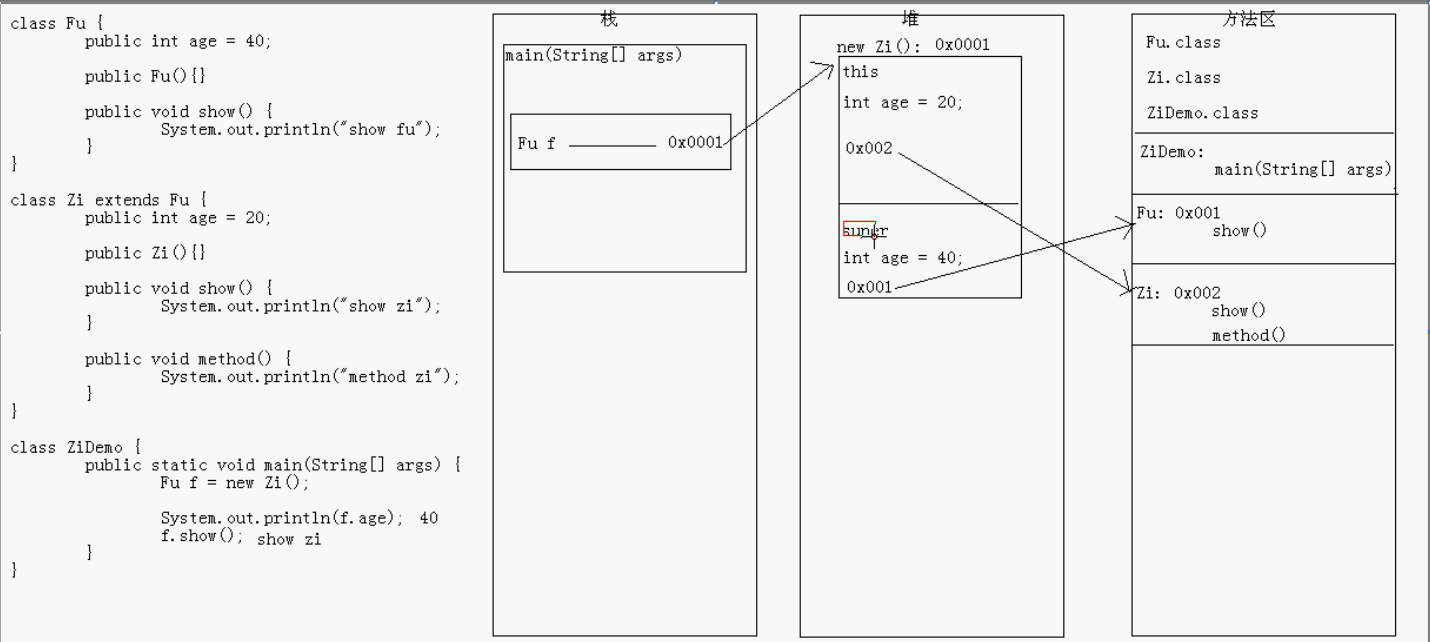 class Fu {
public int age = 40;
public Fu(){}
public void show() {
System.out.println("show fu");
}
}
class Zi extends Fu {
public int age = 20;
public Zi(){}
public void show() {
System.out.println("show zi");
}
public void method() {
System.out.println("method zi");
}
}
class ZiDemo {
public static void main(String[] args) {
Fu f = new Zi();
System.out.println(f.age); 40
f.show(); show zi
}
}
栈
main(String[] args)
Fu f 0x0001
堆
new Zi(): 0x0001
this
int age = 20;
0x002
super
int age = 40;
0x001
方法区
Fu.class
Zi.class
ZiDemo.class
ZiDemo:
main(String[] args)
Fu: 0x001
show()
Zi: 0x002
show()
method()